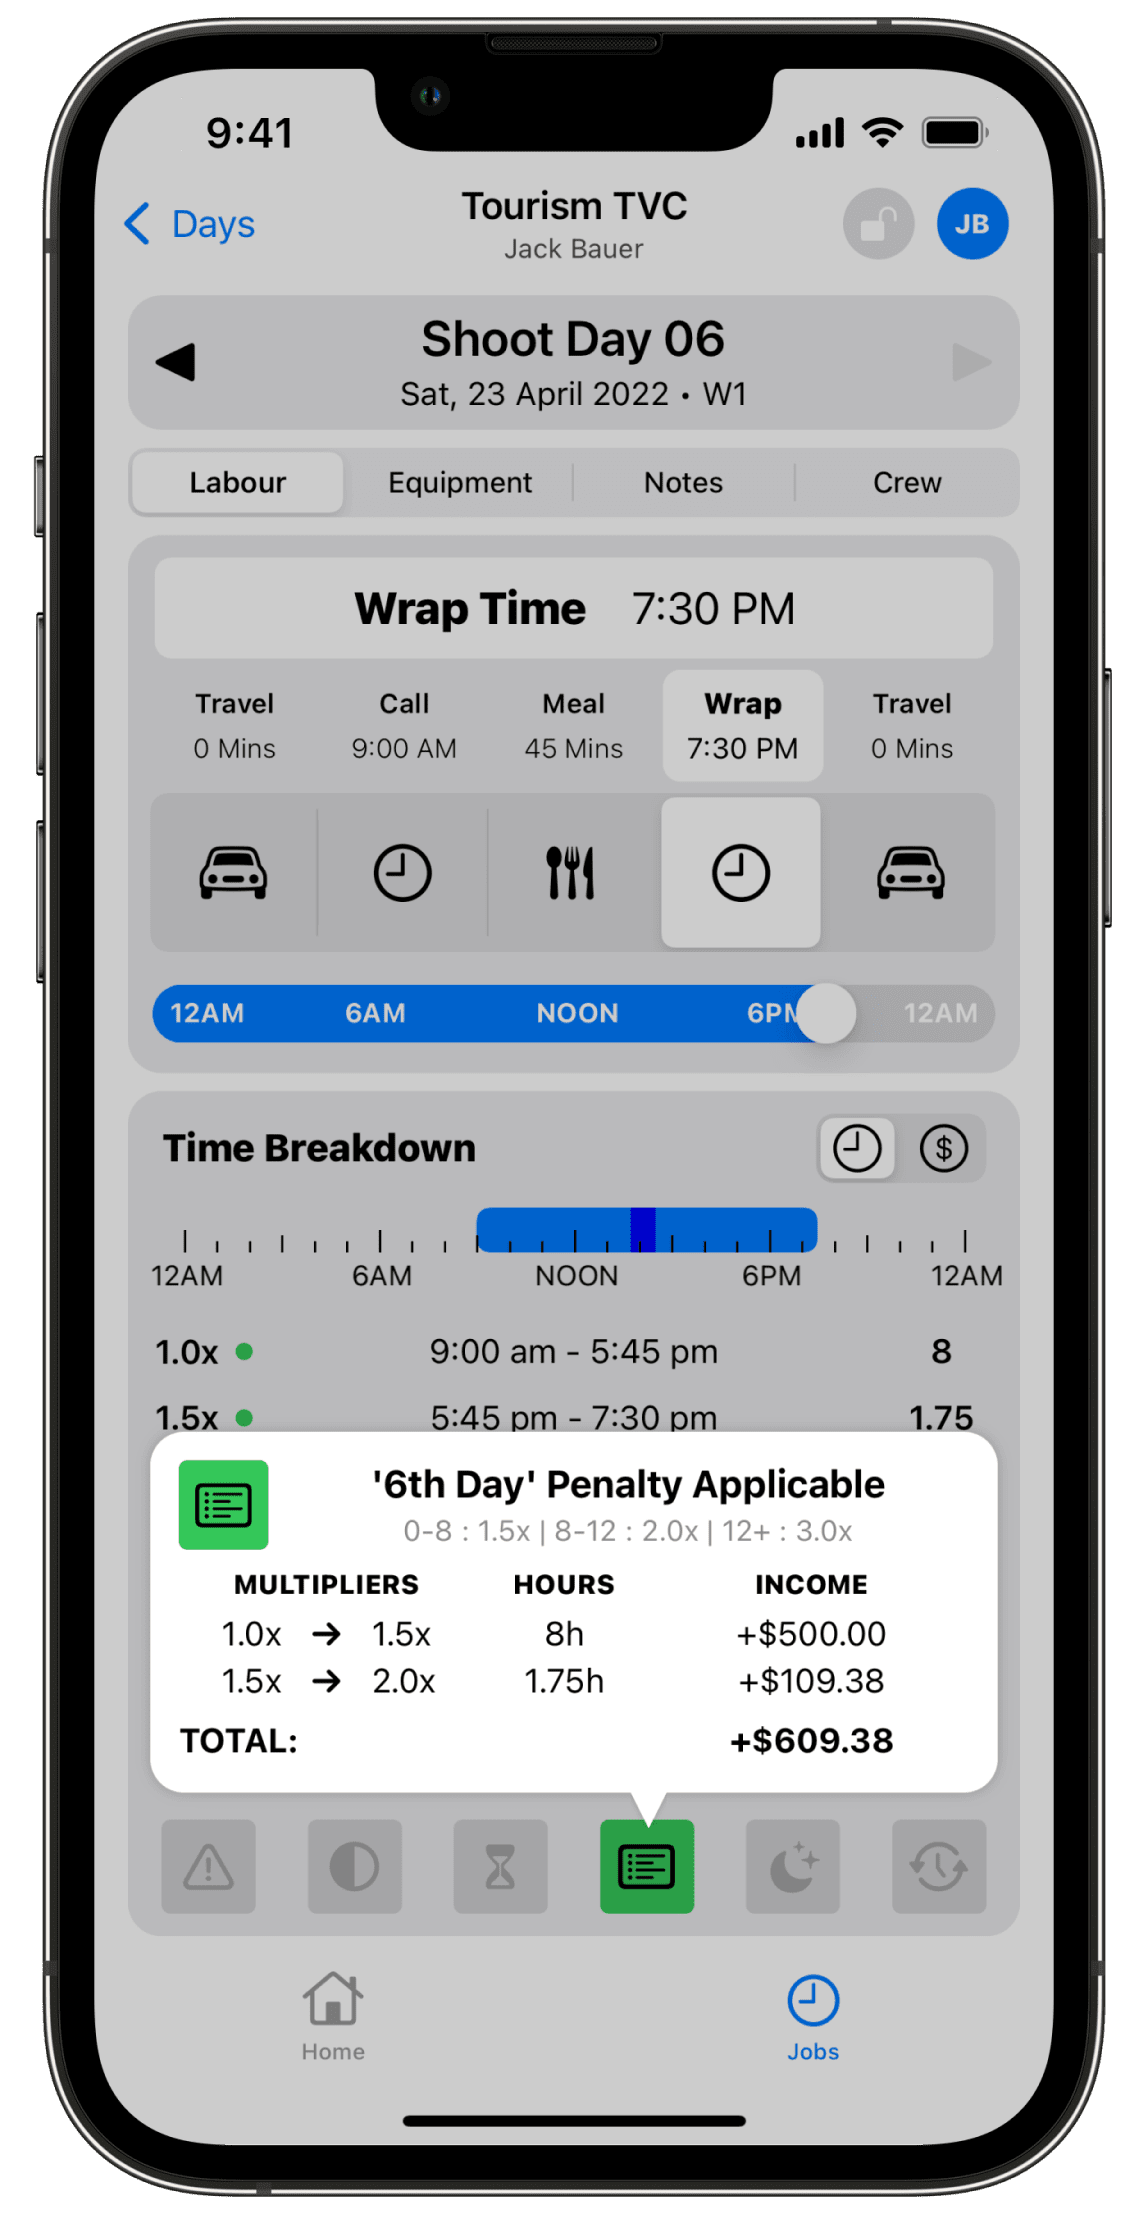 9:41
Days
Tourism TVC
JB
Jack Bauer
Shoot Day 06
Sat, 23 April 2022 • W1
Labour Equipment Notes Crew
Wrap Time 7:30 PM
Travel Call Meal Wrap Travel
0 Mins 9:00 AM 45 Mins 7:30 PM 0 Mins
12AM 6AM NOON 6PM 12AM
Time Breakdown
$
12AM 6AM NOON 6PM 12AM
1.0x 9:00 am - 5:45 pm 8
1.5x 5:45 pm - 7:30 pm 1.75
'6th Day' Penalty Applicable
0-8 : 1.5x | 8-12 : 2.0x | 12+ : 3.0x
MULTIPLIERS HOURS INCOME
1.0x → 1.5x 8h +$500.00
1.5x → 2.0x 1.75h +$109.38
TOTAL: +$609.38
Home Jobs